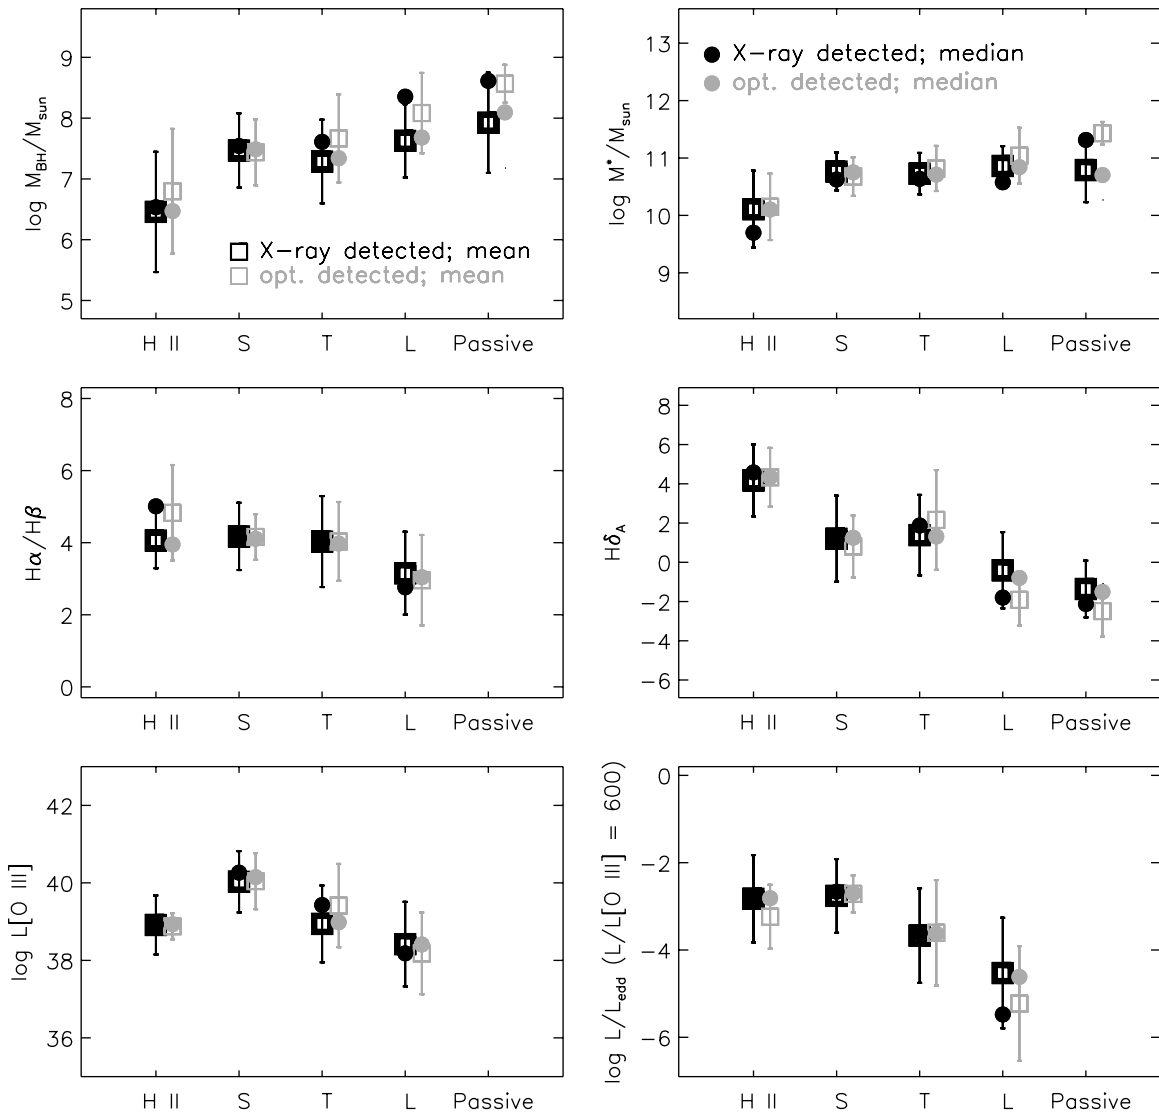 log M_BH/M_sun
9
8
7
6
5
X-ray detected; mean
opt. detected; mean
H II S T L Passive
log M*/M_sun
13
12
11
10
9
X-ray detected; median
opt. detected; median
H II S T L Passive
Hα/Hβ
8
6
4
2
0
H II S T L Passive
Hδ_A
8
6
4
2
0
−2
−4
−6
H II S T L Passive
log L[O III]
42
40
38
36
H II S T L Passive
log L/L_edd (L/L[O III] = 600)
0
−2
−4
−6
H II S T L Passive